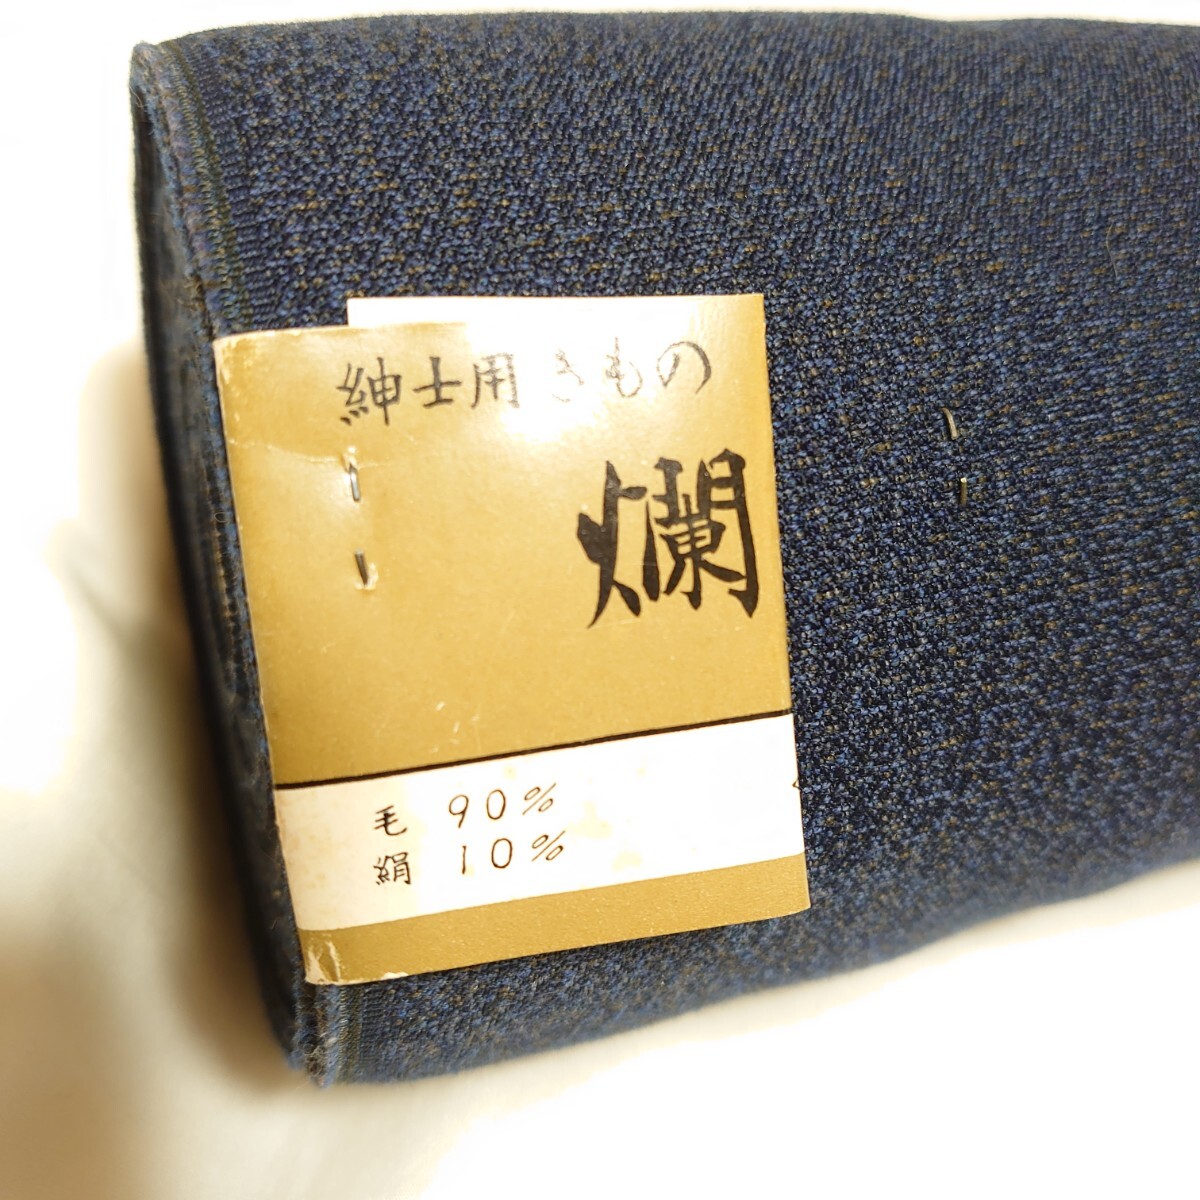 紳士用きもの
爛
毛 90%
絹 10%